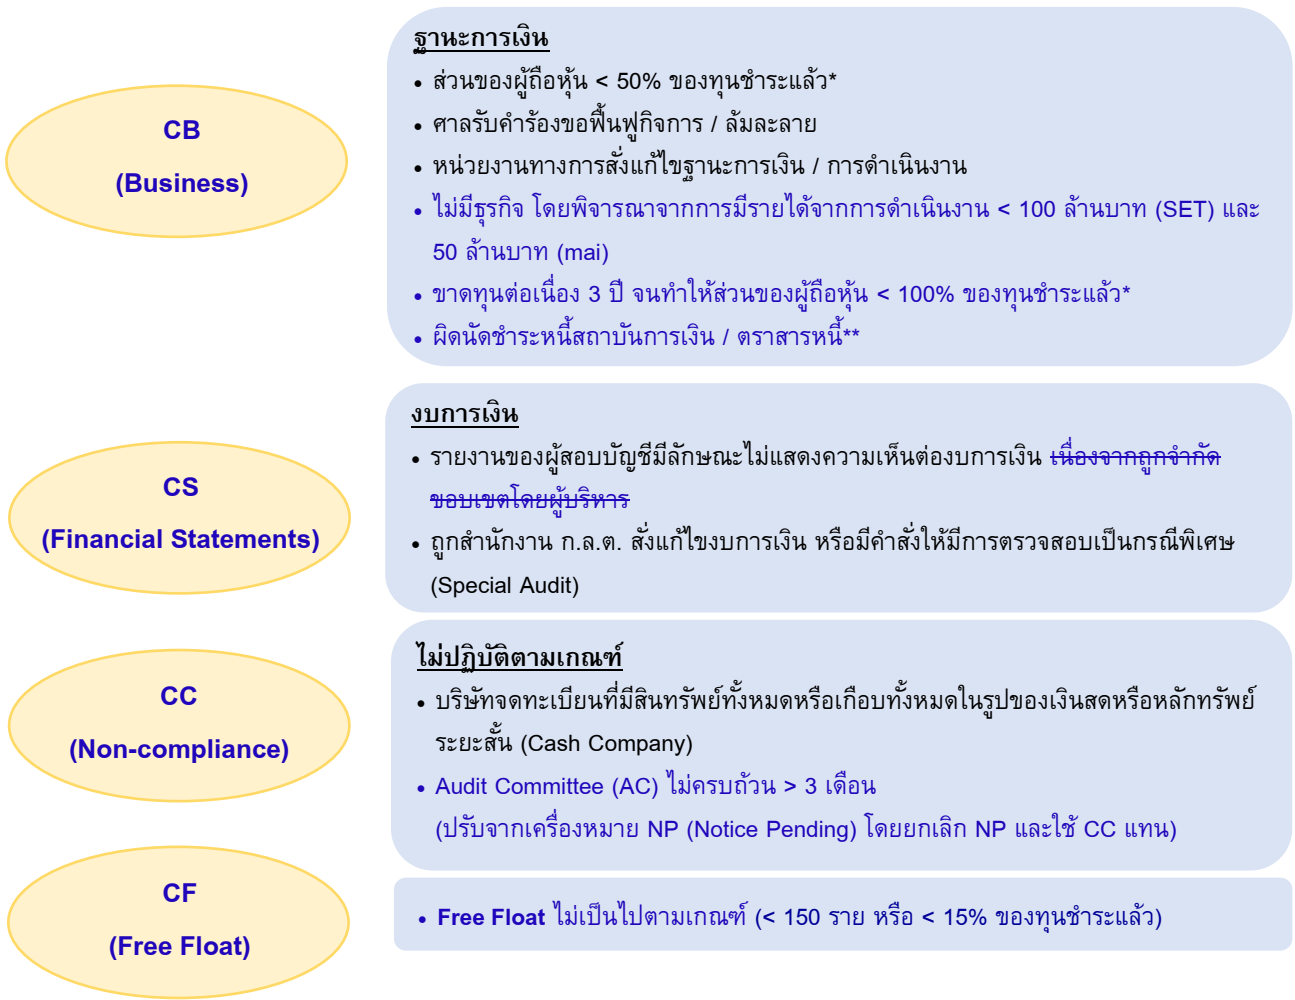 CB
(Business)
ฐานะการเงิน
• ส่วนของผู้ถือหุ้น < 50% ของทุนชำระแล้ว*
• ศาลรับคำร้องขอฟื้นฟูกิจการ / ล้มละลาย
• หน่วยงานทางการสั่งแก้ไขฐานะการเงิน / การดำเนินงาน
• ไม่มีธุรกิจ โดยพิจารณาจากการมีรายได้จากการดำเนินงาน < 100 ล้านบาท (SET) และ
50 ล้านบาท (mai)
• ขาดทุนต่อเนื่อง 3 ปี จนทำให้ส่วนของผู้ถือหุ้น < 100% ของทุนชำระแล้ว*
• ผิดนัดชำระหนี้สถาบันการเงิน / ตราสารหนี้**
CS
(Financial Statements)
งบการเงิน
• รายงานของผู้สอบบัญชีมีลักษณะไม่แสดงความเห็นต่องบการเงิน เนื่องจากถูกจำกัด
ขอบเขตโดยผู้บริหาร
• ถูกสำนักงาน ก.ล.ต. สั่งแก้ไขงบการเงิน หรือมีคำสั่งให้มีการตรวจสอบเป็นกรณีพิเศษ
(Special Audit)
CC
(Non-compliance)
ไม่ปฏิบัติตามเกณฑ์
• บริษัทจดทะเบียนที่มีสินทรัพย์ทั้งหมดหรือเกือบทั้งหมดในรูปของเงินสดหรือหลักทรัพย์
ระยะสั้น (Cash Company)
• Audit Committee (AC) ไม่ครบถ้วน > 3 เดือน
(ปรับจากเครื่องหมาย NP (Notice Pending) โดยยกเลิก NP และใช้ CC แทน)
CF
(Free Float)
• Free Float ไม่เป็นไปตามเกณฑ์ (< 150 ราย หรือ < 15% ของทุนชำระแล้ว)